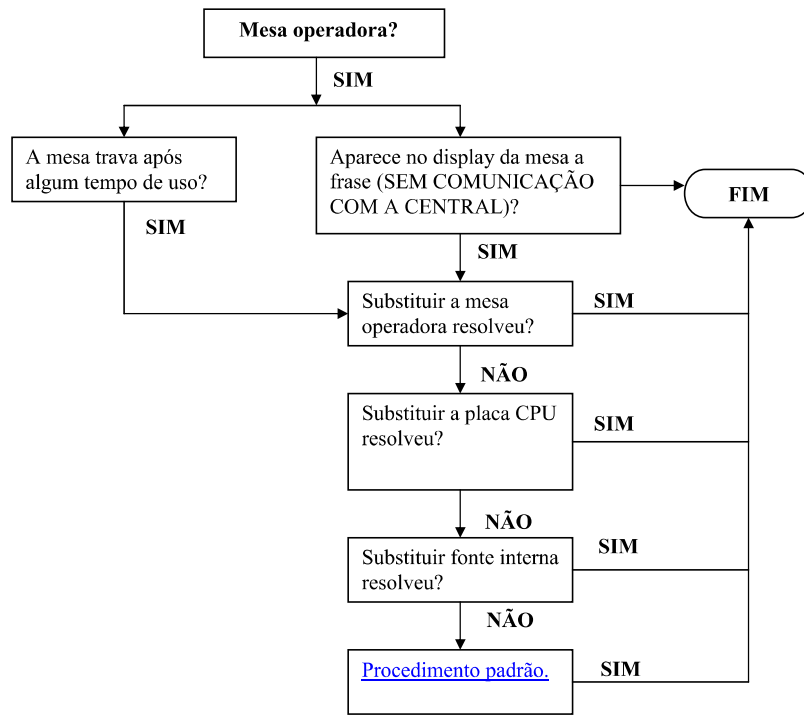 Mesa operadora?
SIM
A mesa trava após
algum tempo de uso?
SIM
Aparece no display da mesa a
frase (SEM COMUNICAÇÃO
COM A CENTRAL)?
FIM
SIM
Substituir a mesa
operadora resolveu?
SIM
NÃO
Substituir a placa CPU
resolveu?
SIM
NÃO
Substituir fonte interna
resolveu?
SIM
NÃO
Procedimento padrão.
SIM